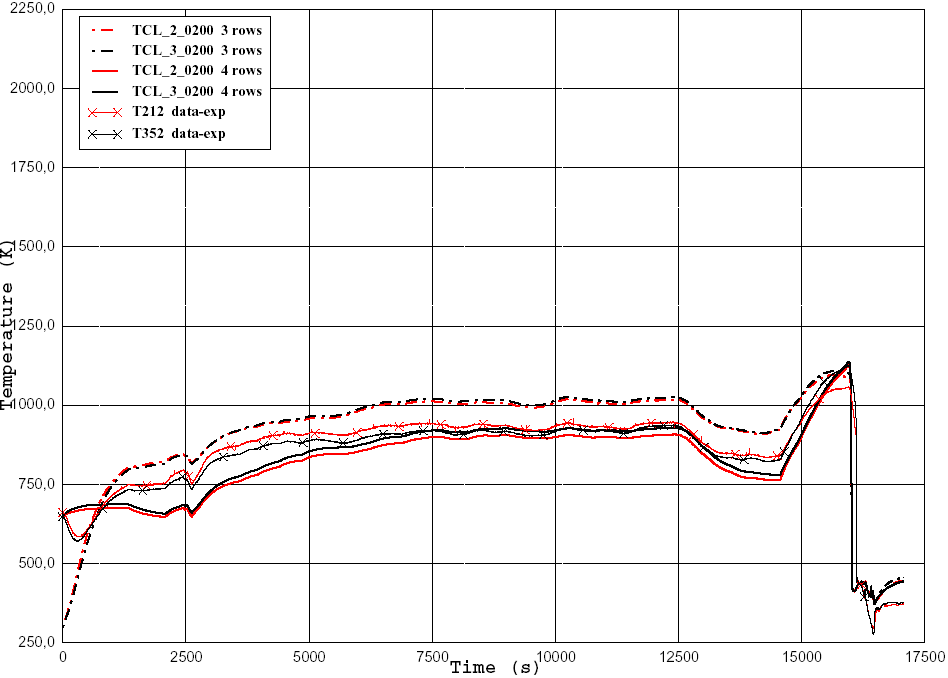 2250,0
TCL_2_0200 3 rows
TCL_3_0200 3 rows
TCL_2_0200 4 rows
TCL_3_0200 4 rows
T212 data-exp
T352 data-exp
2000,0
1750,0
1500,0
1250,0
1000,0
750,0
500,0
250,0
Temperature (K)
0 2500 5000 7500 10000 12500 15000 17500
Time (s)